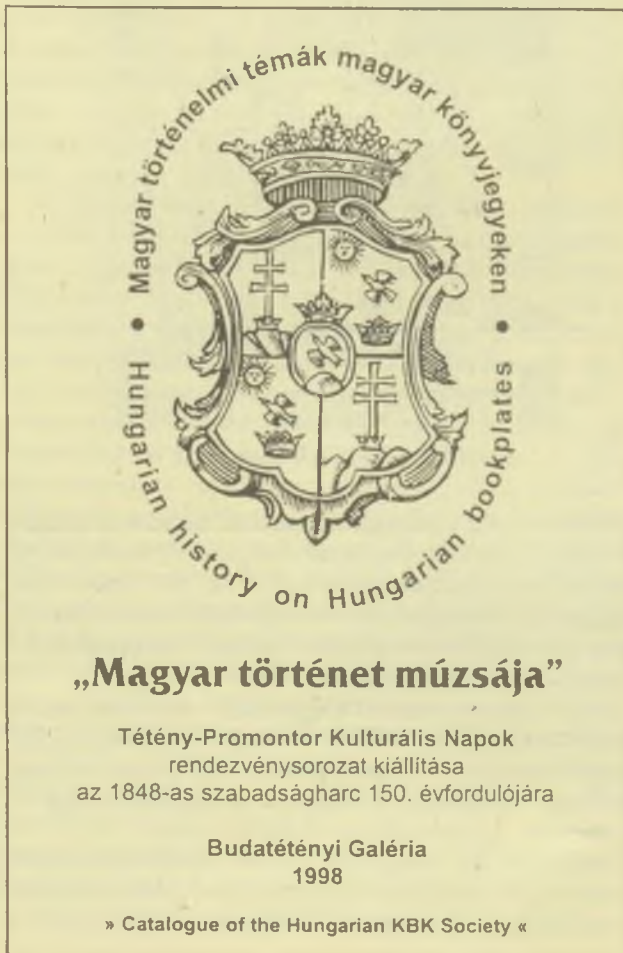 Magyar történelmi témák magyar könyvjegyeken
• Hungarian history on Hungarian bookplates •
„Magyar történet múzsája”
Tétény-Promontor Kulturális Napok
rendezvénysorozat kiállítása
az 1848-as szabadságharc 150. évfordulójára
Budatétényi Galéria
1998
» Catalogue of the Hungarian KBK Society «